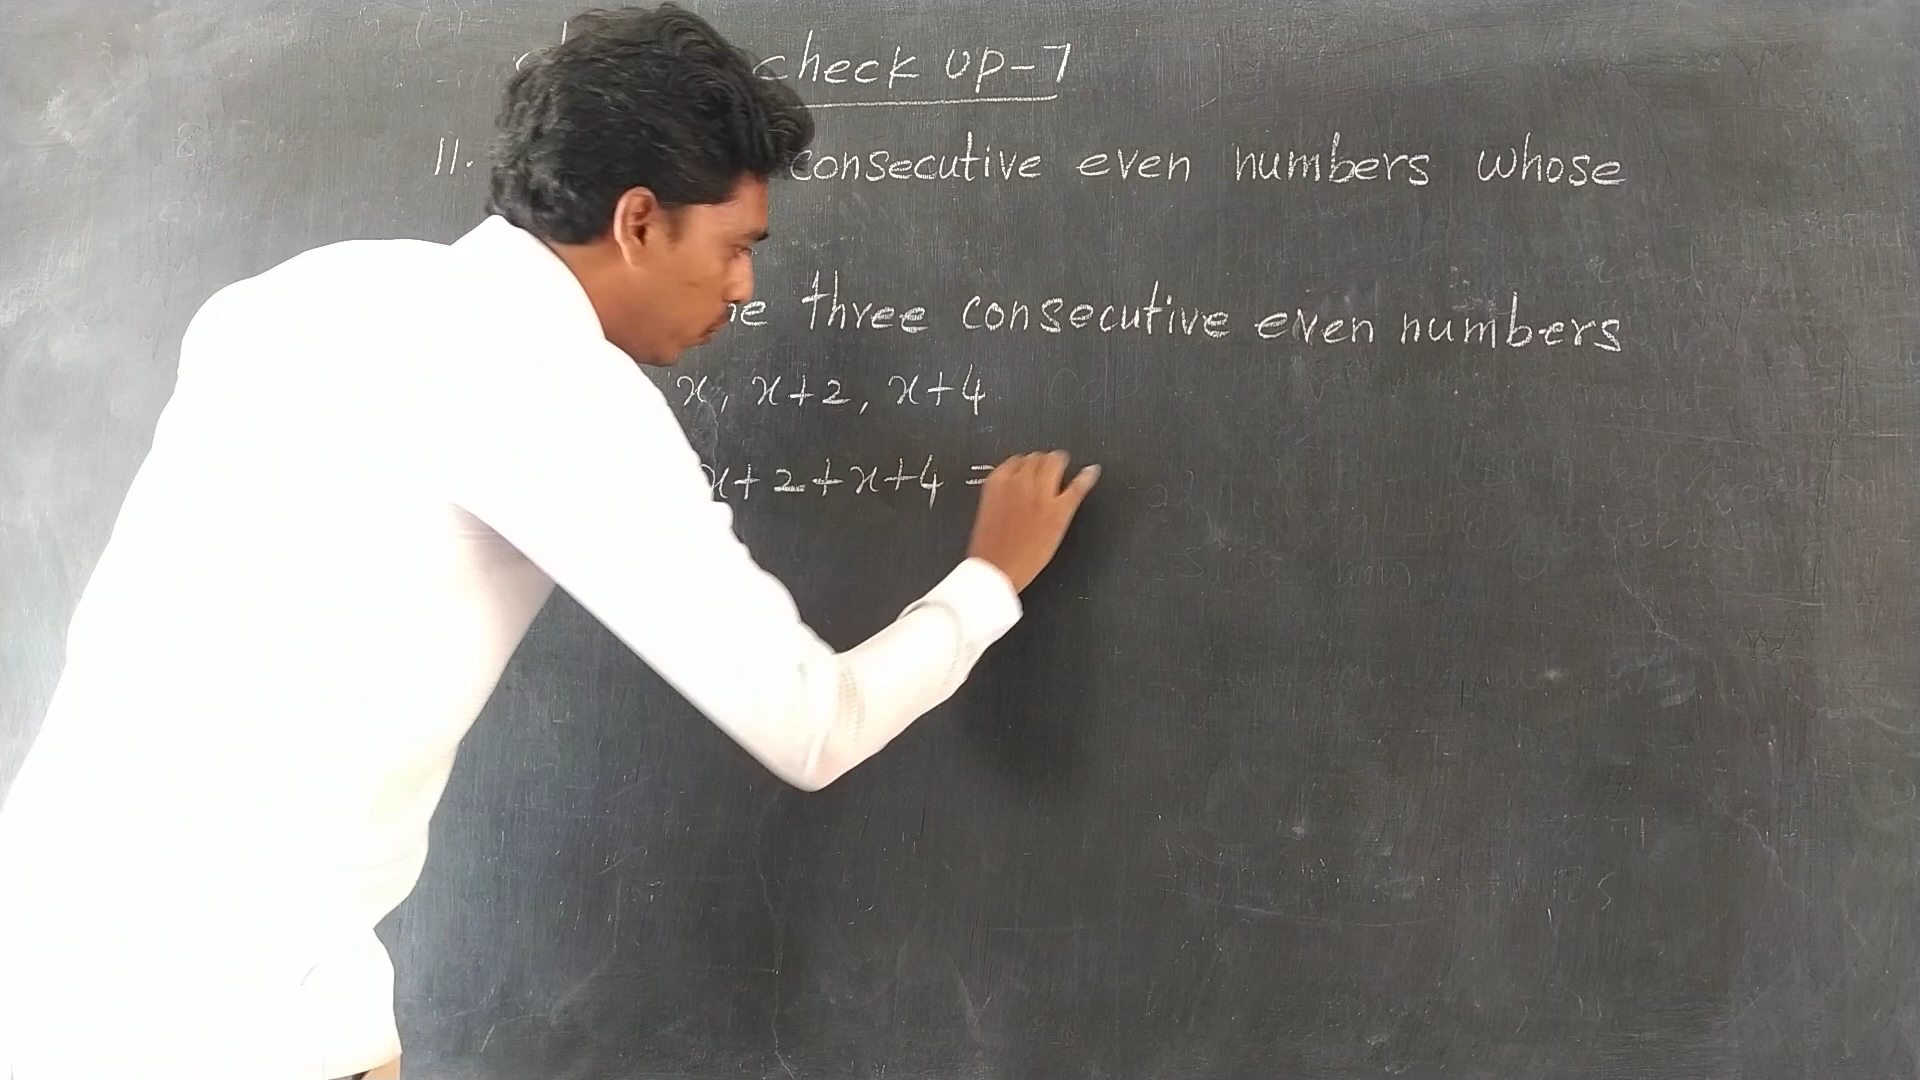 check up-7
11. consecutive even numbers whose
three consecutive even numbers
x, x+2, x+4
x+2+x+4 =